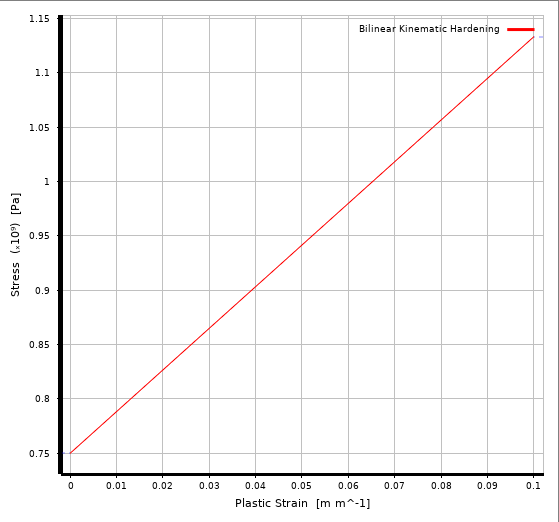 1.15
Bilinear Kinematic Hardening
1.1
1.05
1
0.95
0.9
0.85
0.8
0.75
Stress (ₓ10⁹) [Pa]
0 0.01 0.02 0.03 0.04 0.05 0.06 0.07 0.08 0.09 0.1
Plastic Strain [m m^-1]